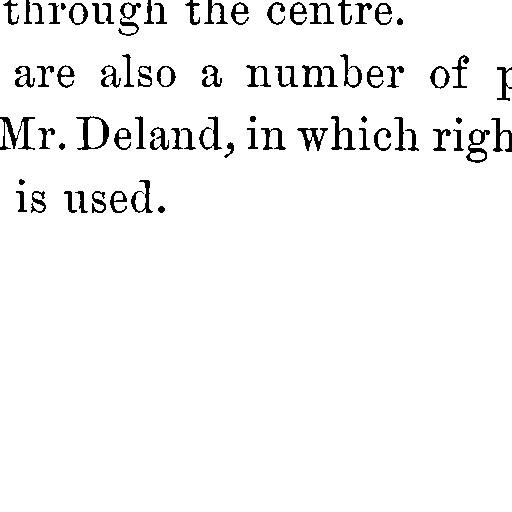 through the centre.
are also a number of p
Mr. Deland, in which righ
is used.